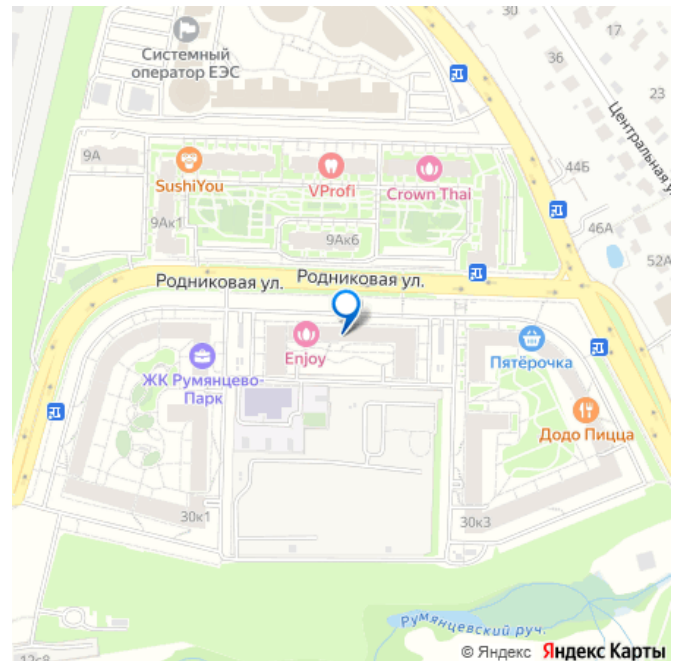 30
Системный
оператор ЕЭС
36
23
Центральная у
9А
44Б
SushiYou
VProfi
Crown Thai
9Ак1
9Ак6
46А
52А
Родниковая ул.
Родниковая ул.
Enjoy
Пятёрочка
ЖК Румянцево-
Парк
Додо Пицца
30к1
30к3
Румянцевский руч.
© Яндекс Яндекс Карты
12с8